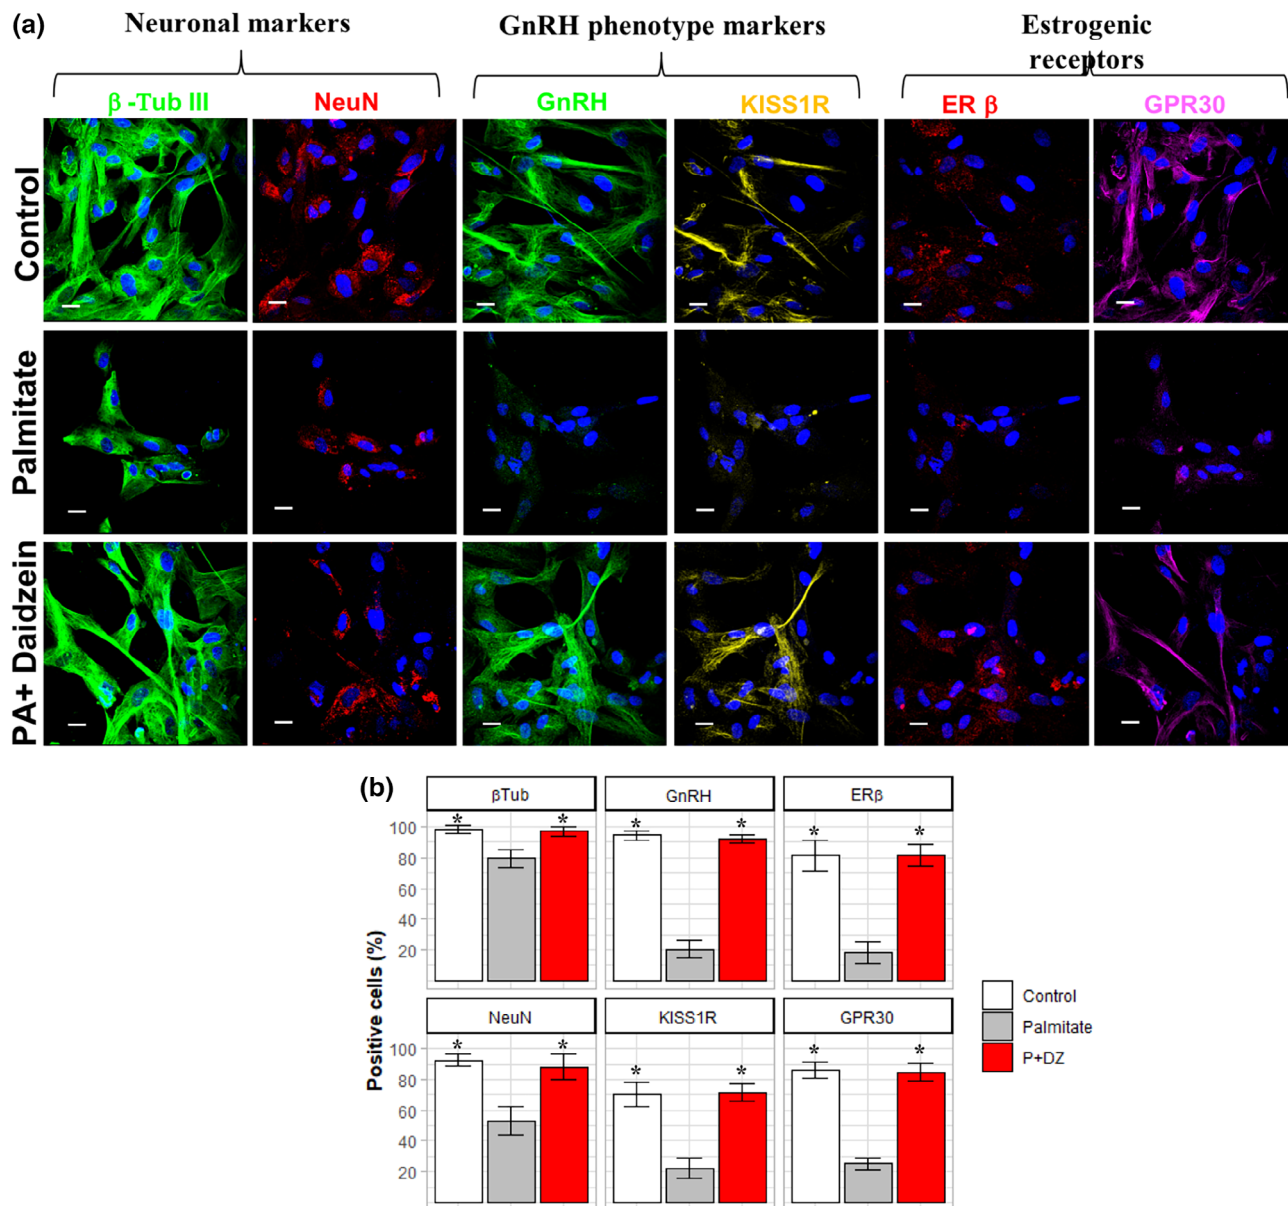 (a)
Neuronal markers
GnRH phenotype markers
Estrogenic
receptors
β -Tub III
NeuN
GnRH
KISS1R
ER β
GPR30
Control
Palmitate
PA+ Daidzein
(b)
βTub
GnRH
ERβ
* * * * * *
100
80
60
40
20
Positive cells (%)
NeuN
KISS1R
GPR30
* * * * * *
100
80
60
40
20
Control
Palmitate
P+DZ